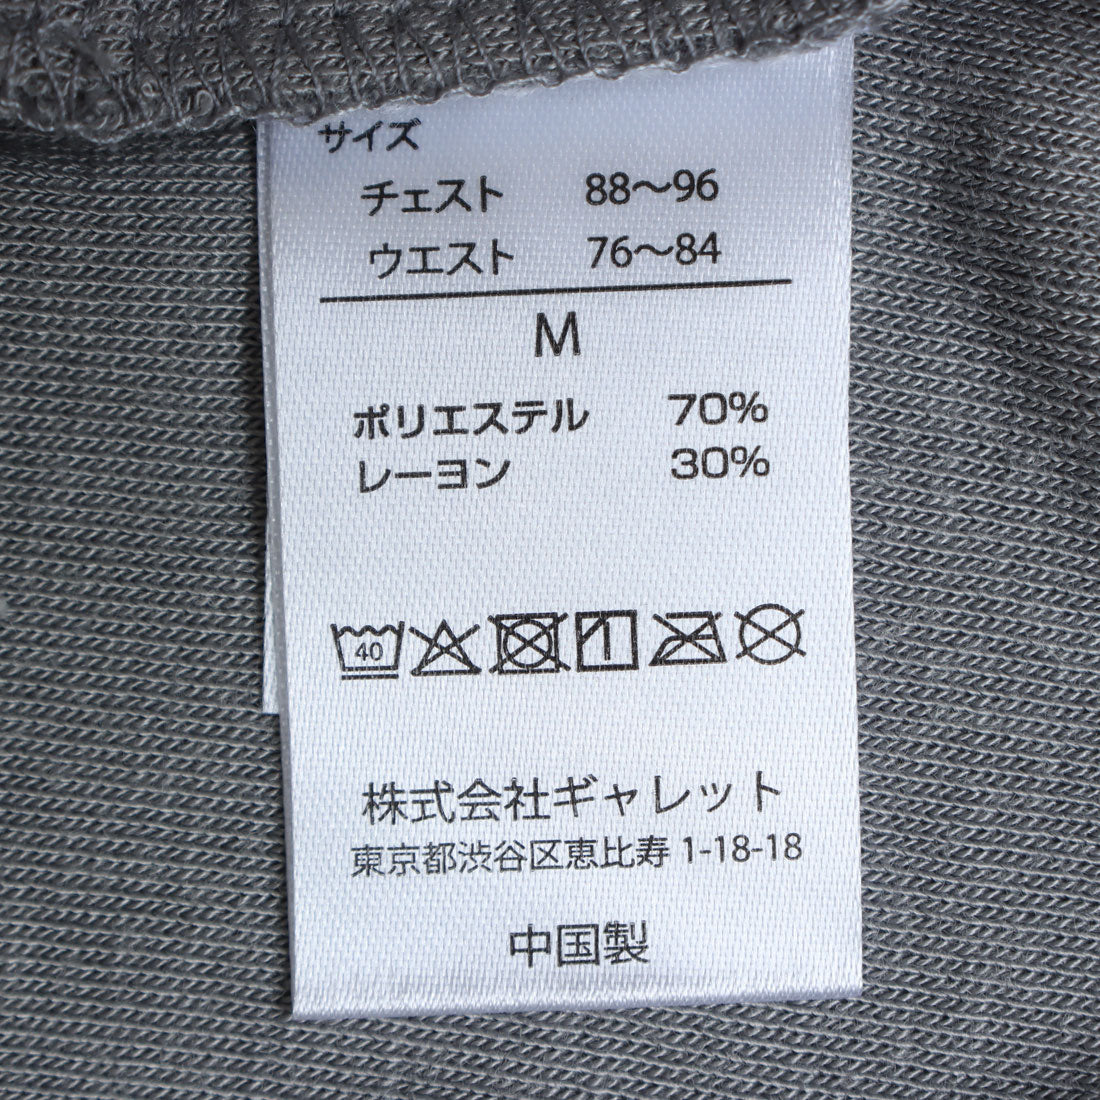 サイズ
チェスト 88～96
ウエスト 76～84
M
ポリエステル 70%
レーヨン 30%
40
株式会社ギャレット
東京都渋谷区恵比寿 1-18-18
中国製